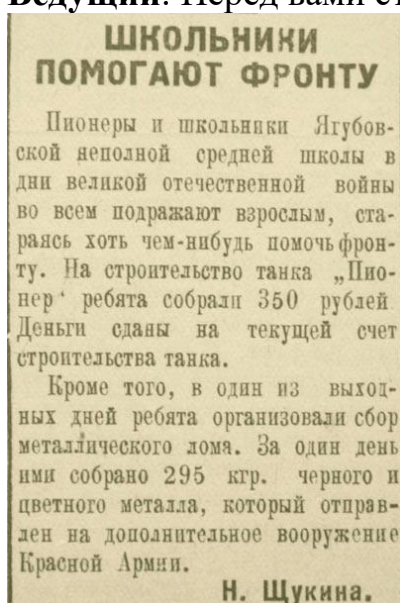 Ведущий: Перед вами ст
ШКОЛЬНИКИ
ПОМОГАЮТ ФРОНТУ
Пионеры и школьники Ягубов-
ской неполной средней школы в
дни великой отечественной войны
во всем подражают взрослым, ста-
раясь хоть чем-нибудь помочь фрон-
ту. На строительство танка „Пио-
нер‘ ребята собрали 350 рублей
Деньги сданы на текущей счет
строительства танка.
Кроме того, в один из выход-
ных дней ребята организовали сбор
металлического лома. За один день
ими собрано 295 кгр. черного и
цветного металла, который отправ-
лен на дополнительное вооружение
Красной Армии.
Н. Щукина.